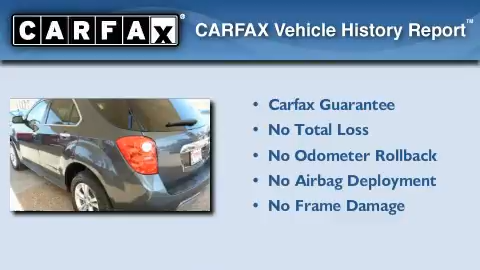 CARFAX® CARFAX Vehicle History Report™
• Carfax Guarantee
• No Total Loss
• No Odometer Rollback
• No Airbag Deployment
• No Frame Damage